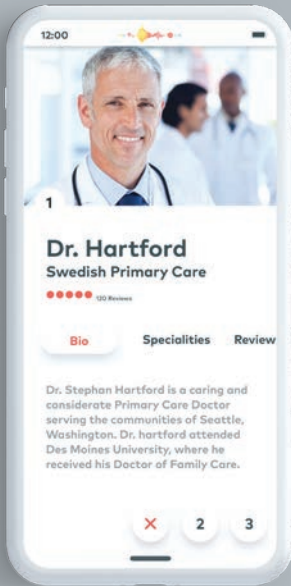 12:00
1
Dr. Hartford
Swedish Primary Care
120 Reviews
Bio Specialities Review
Dr. Stephan Hartford is a caring and
considerate Primary Care Doctor
serving the communities of Seattle,
Washington. Dr. hartford attended
Des Moines University, where he
received his Doctor of Family Care.
2 3